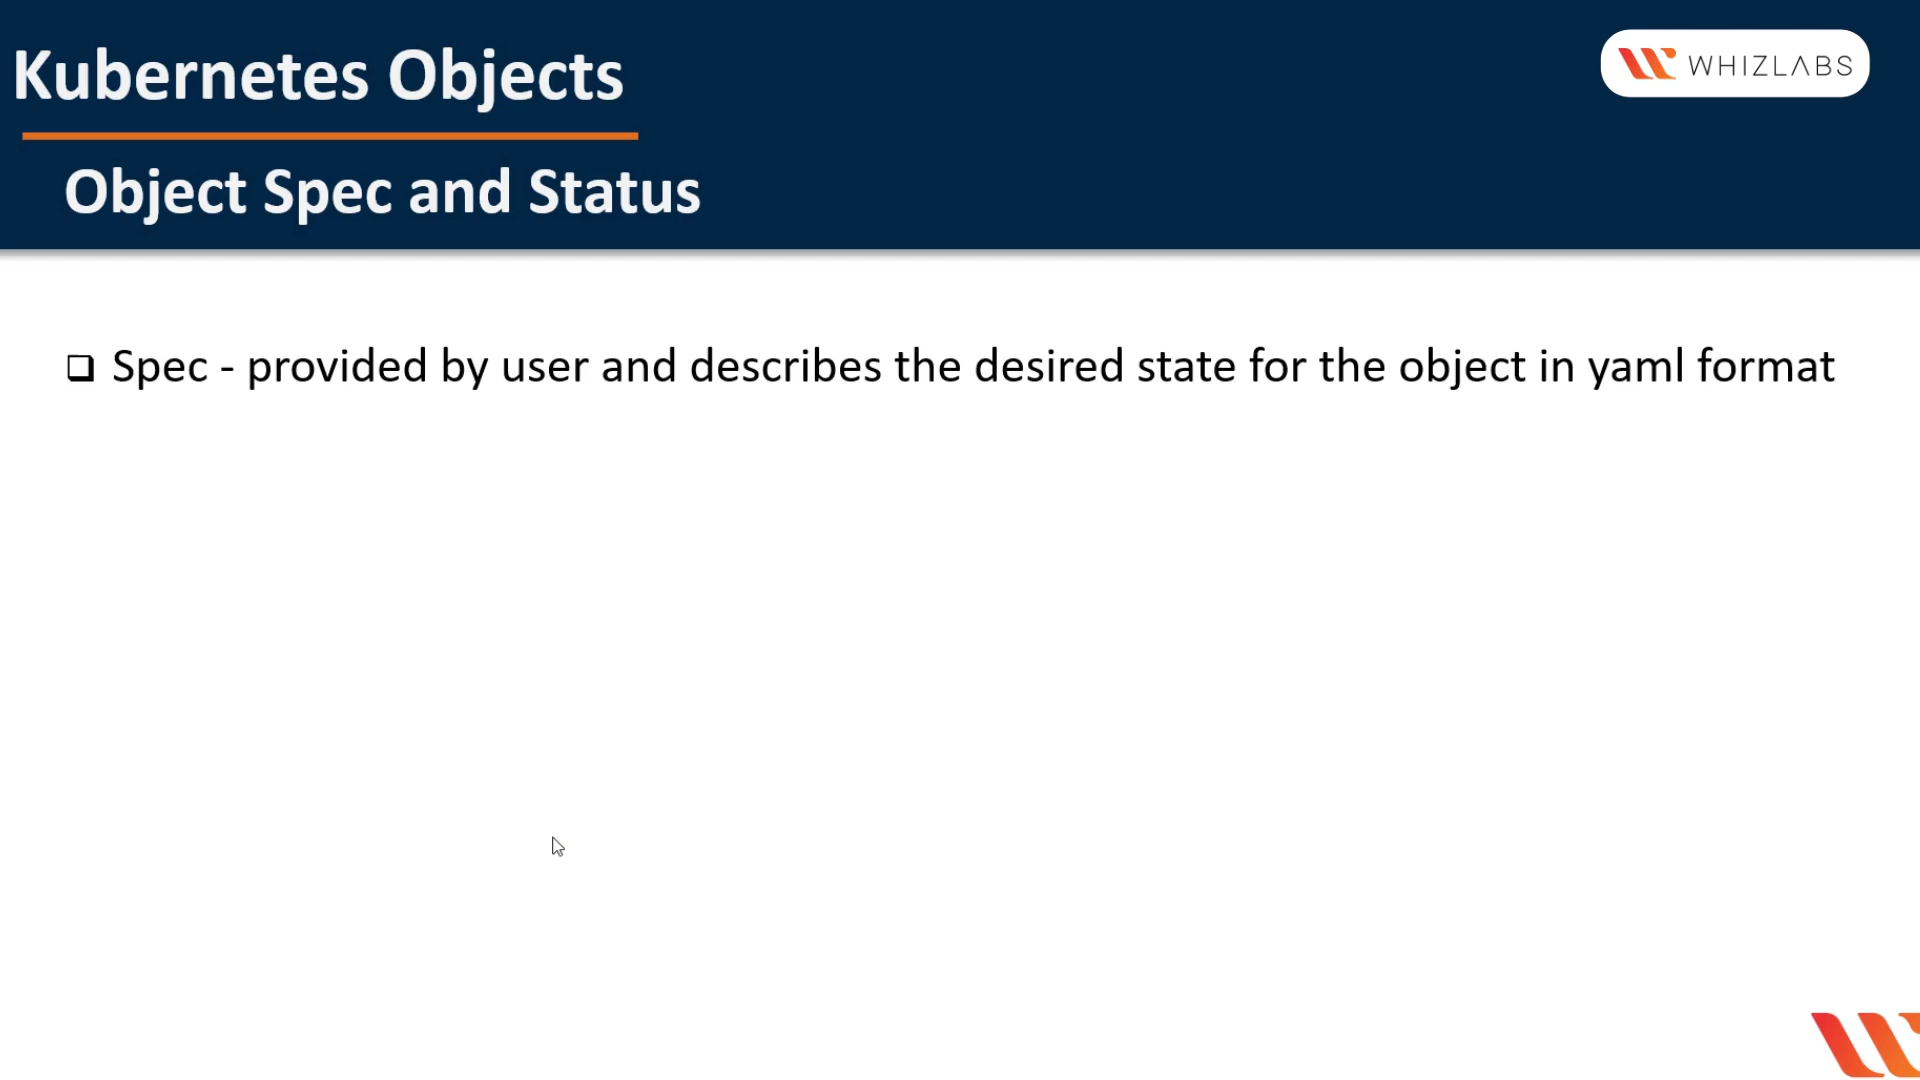 Kubernetes Objects
WHIZLABS
Object Spec and Status
Spec - provided by user and describes the desired state for the object in yaml format